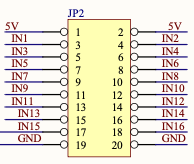 JP2
5V 1 2 5V
IN1 3 4 IN2
IN3 5 6 IN4
IN5 7 8 IN6
IN7 9 10 IN8
IN9 11 12 IN10
IN11 13 14 IN12
IN13 15 16 IN14
IN15 17 18 IN16
GND 19 20 GND